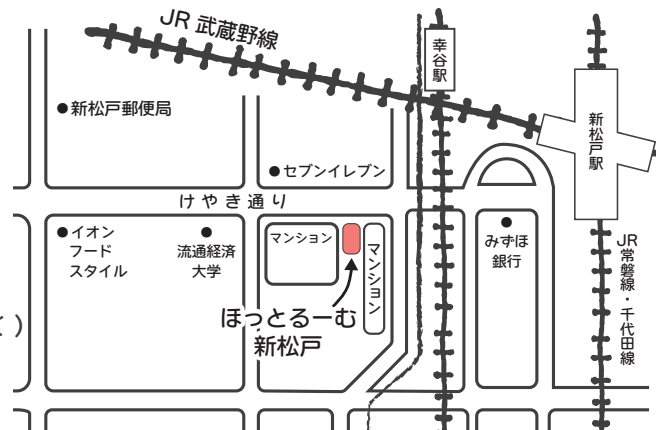 JR 武蔵野線
幸谷駅
新松戸駅
新松戸郵便局
セブンイレブン
けやき通り
イオン
フード
スタイル
流通経済
大学
マンション
マンション
みずほ
銀行
JR
常磐線・千代田線
ほっとるーむ
新松戸
)